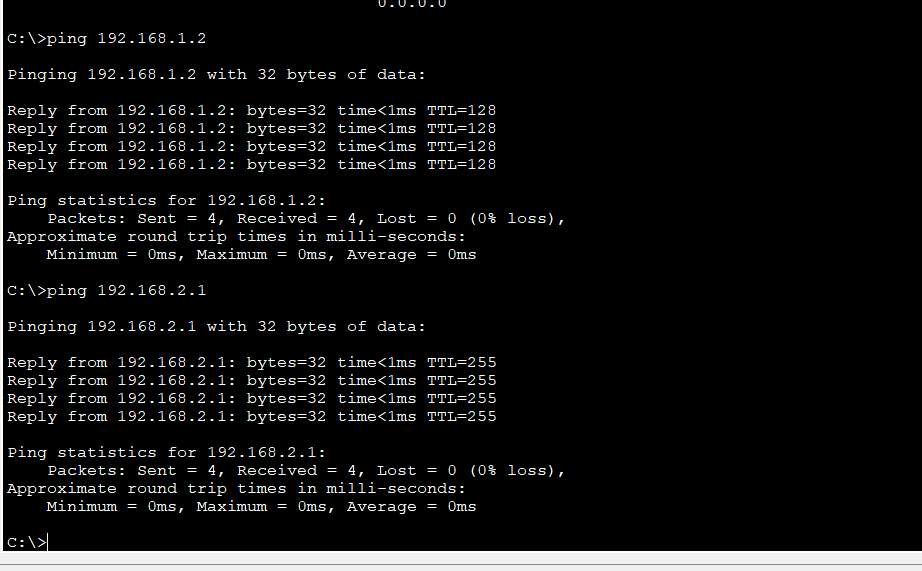 0.0.0.0
C:\>ping 192.168.1.2
Pinging 192.168.1.2 with 32 bytes of data:
Reply from 192.168.1.2: bytes=32 time<1ms TTL=128
Reply from 192.168.1.2: bytes=32 time<1ms TTL=128
Reply from 192.168.1.2: bytes=32 time<1ms TTL=128
Reply from 192.168.1.2: bytes=32 time<1ms TTL=128
Ping statistics for 192.168.1.2:
    Packets: Sent = 4, Received = 4, Lost = 0 (0% loss),
Approximate round trip times in milli-seconds:
    Minimum = 0ms, Maximum = 0ms, Average = 0ms
C:\>ping 192.168.2.1
Pinging 192.168.2.1 with 32 bytes of data:
Reply from 192.168.2.1: bytes=32 time<1ms TTL=255
Reply from 192.168.2.1: bytes=32 time<1ms TTL=255
Reply from 192.168.2.1: bytes=32 time<1ms TTL=255
Reply from 192.168.2.1: bytes=32 time<1ms TTL=255
Ping statistics for 192.168.2.1:
    Packets: Sent = 4, Received = 4, Lost = 0 (0% loss),
Approximate round trip times in milli-seconds:
    Minimum = 0ms, Maximum = 0ms, Average = 0ms
C:\>